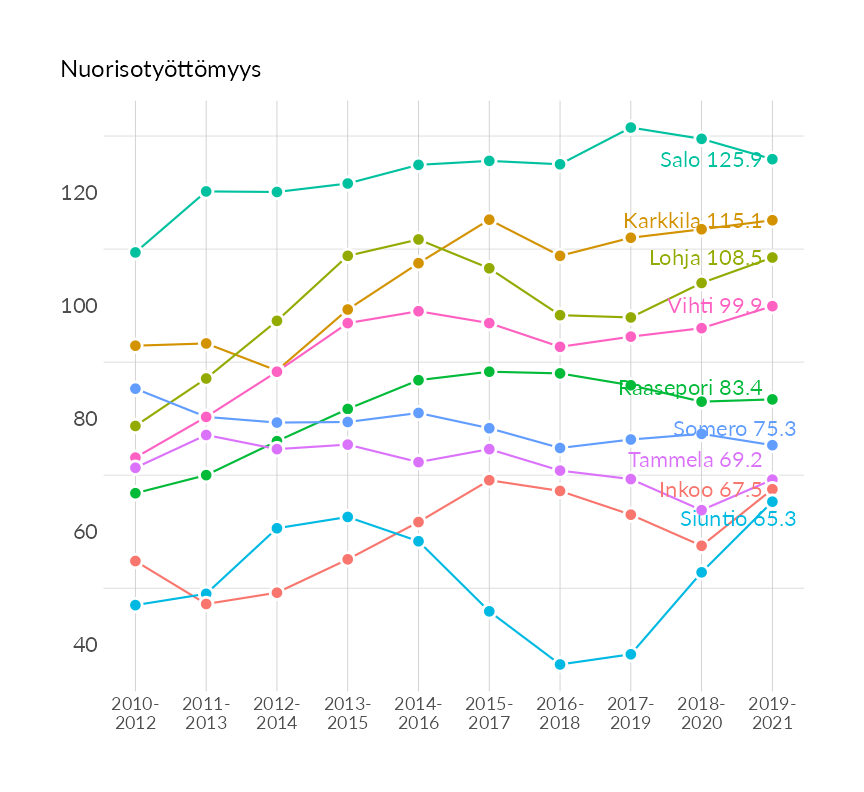 Nuorisotyöttömyys
Salo 125.9
120
Karkkila 115.1
Lohja 108.5
100
Vihti 99.9
Raasepori 83.4
80
Somero 75.3
Tammela 69.2
Inkoo 67.5
Siuntio 65.3
60
40
2010- 2011- 2012- 2013- 2014- 2015- 2016- 2017- 2018- 2019-
2012 2013 2014 2015 2016 2017 2018 2019 2020 2021